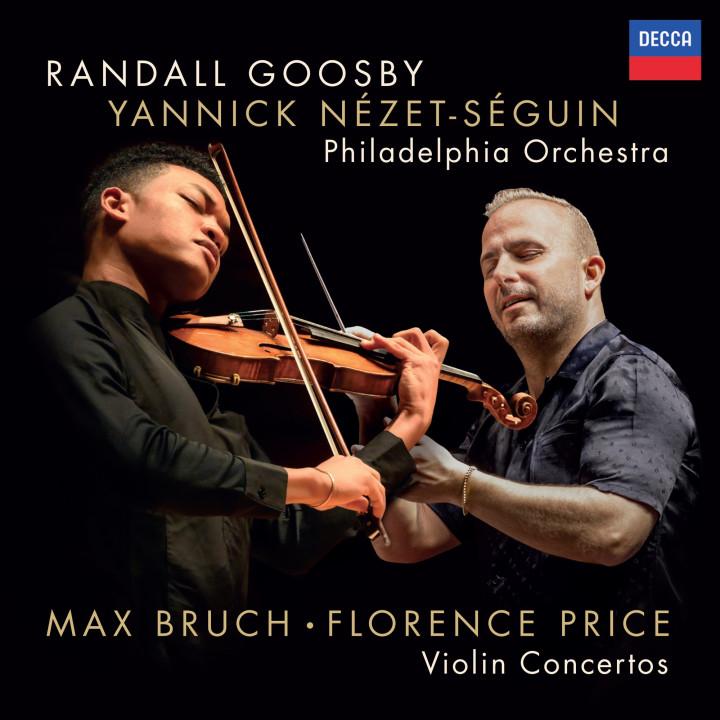 DECCA
RANDALL GOOSBY
YANNICK NÉZET-SÉGUIN
Philadelphia Orchestra
MAX BRUCH • FLORENCE PRICE
Violin Concertos